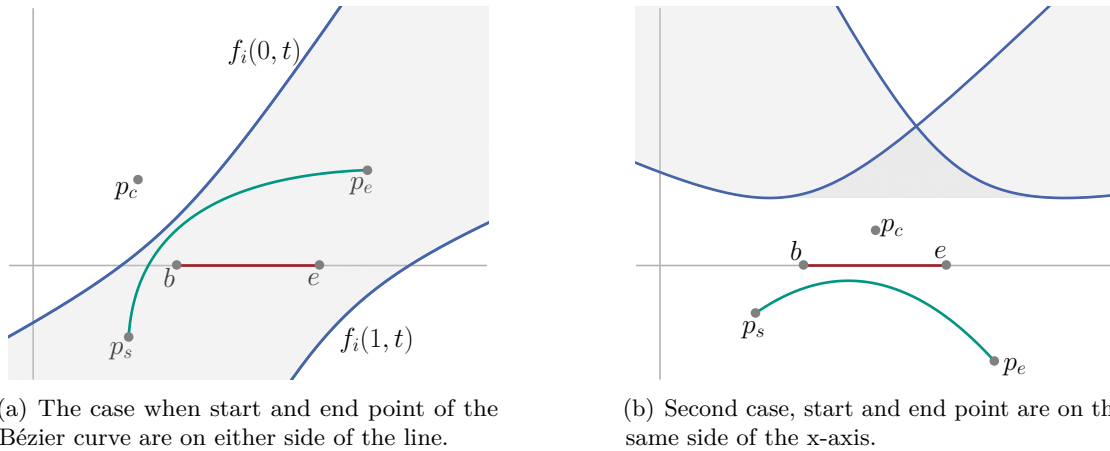 f_i(0, t)
p_c
p_e
b
e
p_s
f_i(1, t)
(a) The case when start and end point of the
Bézier curve are on either side of the line.
p_c
b
e
p_s
p_e
(b) Second case, start and end point are on th
same side of the x-axis.